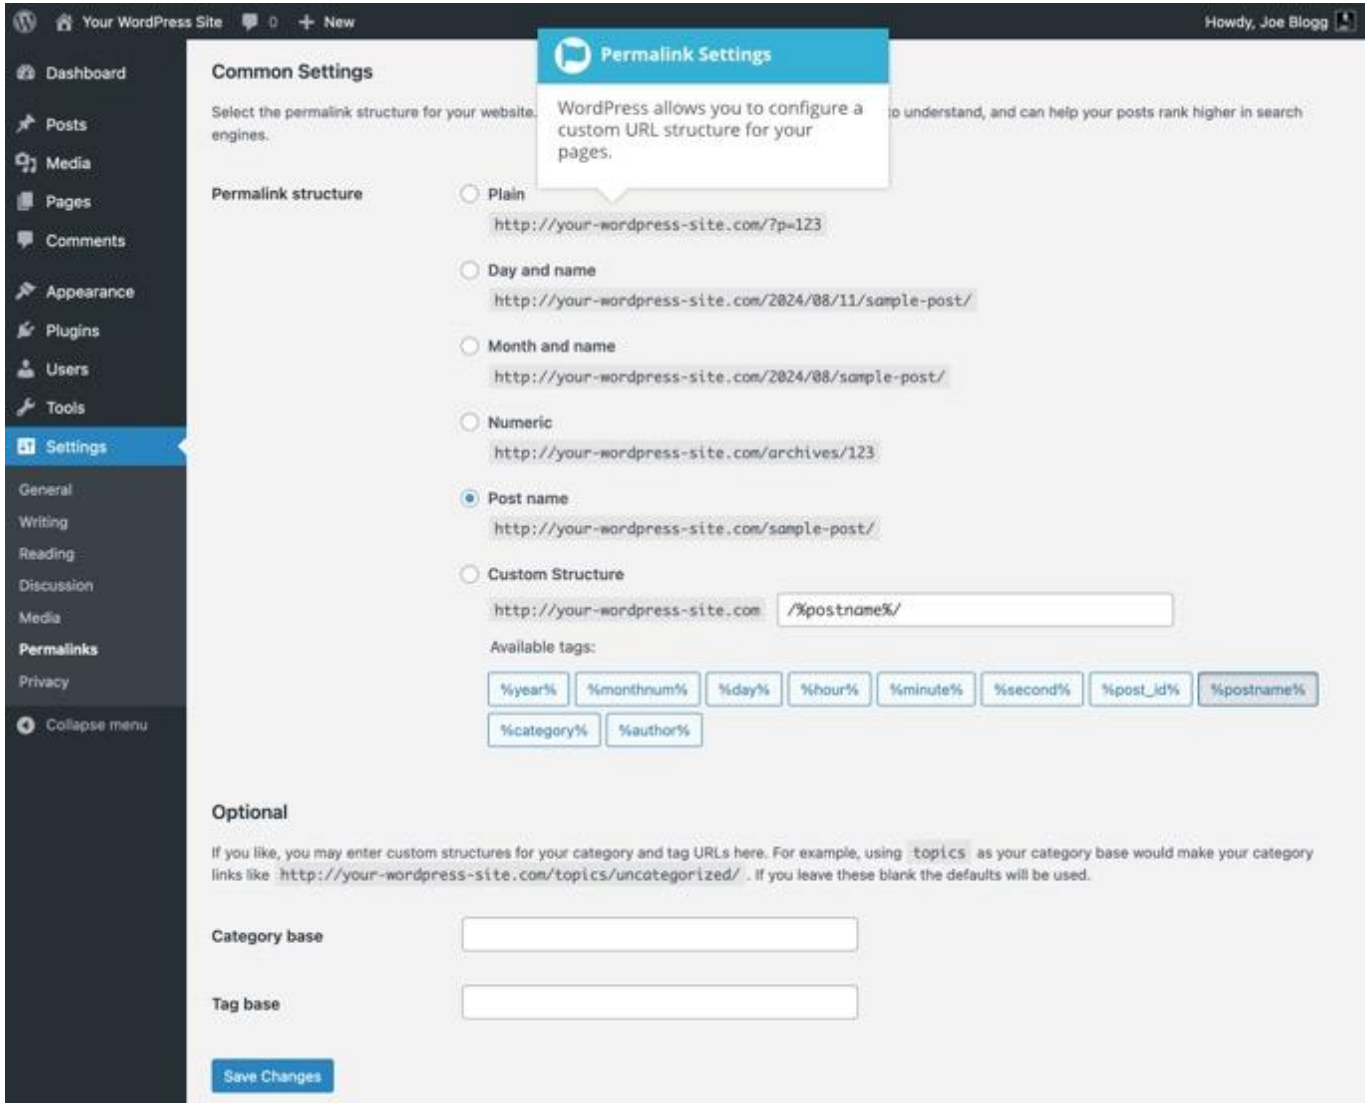 Your WordPress Site 0 + New Howdy, Joe Blogg
Dashboard
Posts
Media
Pages
Comments
Appearance
Plugins
Users
Tools
Settings
General
Writing
Reading
Discussion
Media
Permalinks
Privacy
Collapse menu
Permalink Settings
WordPress allows you to configure a
custom URL structure for your
pages.
Common Settings
Select the permalink structure for your website. to understand, and can help your posts rank higher in search
engines.
Permalink structure
Plain
http://your-wordpress-site.com/?p=123
Day and name
http://your-wordpress-site.com/2024/08/11/sample-post/
Month and name
http://your-wordpress-site.com/2024/08/sample-post/
Numeric
http://your-wordpress-site.com/archives/123
Post name
http://your-wordpress-site.com/sample-post/
Custom Structure
http://your-wordpress-site.com /%postname%/
Available tags:
%year% %monthnum% %day% %hour% %minute% %second% %post_id% %postname%
%category% %author%
Optional
If you like, you may enter custom structures for your category and tag URLs here. For example, using topics as your category base would make your category
links like http://your-wordpress-site.com/topics/uncategorized/ . If you leave these blank the defaults will be used.
Category base
Tag base
Save Changes